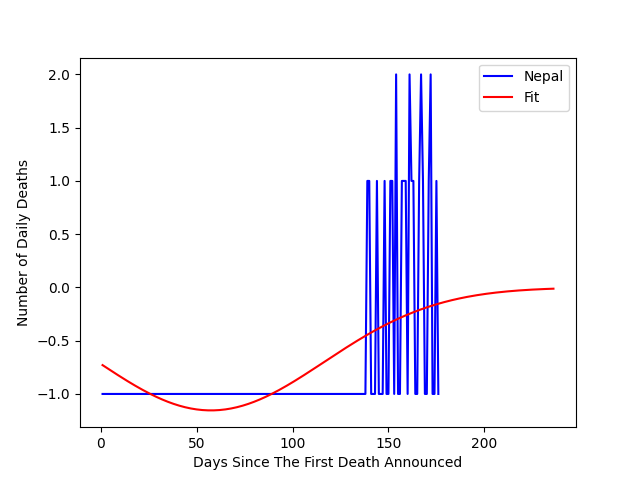 Nepal
Fit
2.0
1.5
1.0
0.5
0.0
−0.5
−1.0
Number of Daily Deaths
0 50 100 150 200
Days Since The First Death Announced